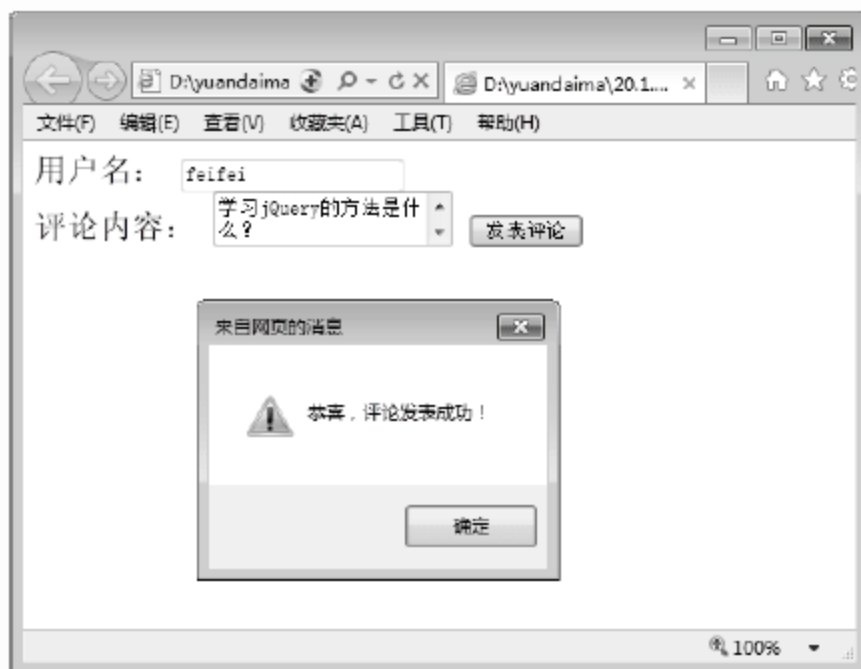 D:\yuandaima
D:\yuandaima\20.1....
文件(F) 编辑(E) 查看(V) 收藏夹(A) 工具(T) 帮助(H)
用户名： feifei
评论内容：
学习jQuery的方法是什
么?
发表评论
来自网页的消息
恭喜，评论发表成功！
确定
100%